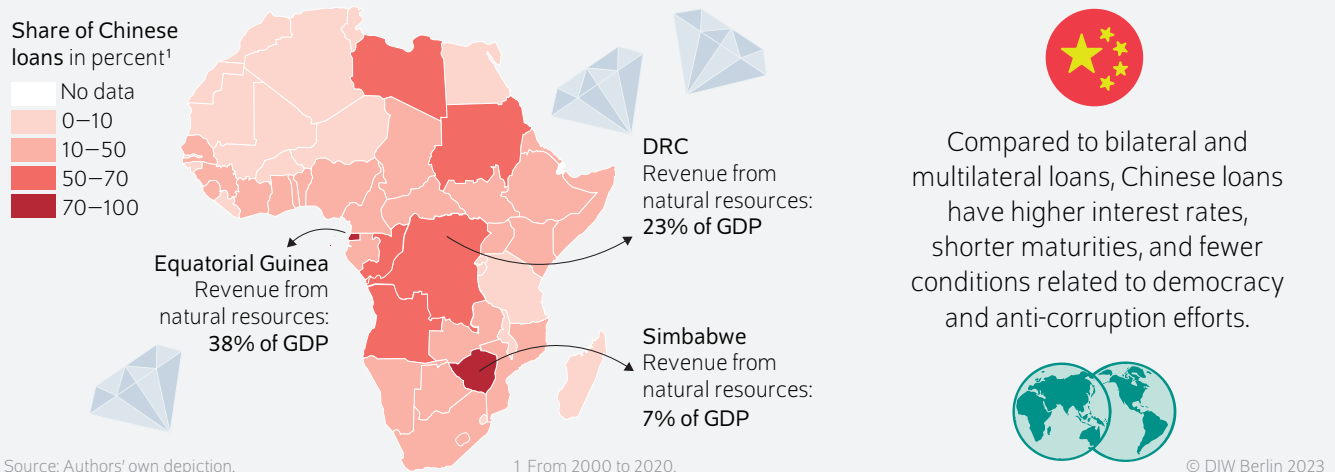 Share of Chinese
loans in percent¹
No data
0–10
10–50
50–70
70–100
Equatorial Guinea
Revenue from
natural resources:
38% of GDP
DRC
Revenue from
natural resources:
23% of GDP
Simbabwe
Revenue from
natural resources:
7% of GDP
Compared to bilateral and
multilateral loans, Chinese loans
have higher interest rates,
shorter maturities, and fewer
conditions related to democracy
and anti-corruption efforts.
Source: Authors' own depiction.
1 From 2000 to 2020.
© DIW Berlin 2023